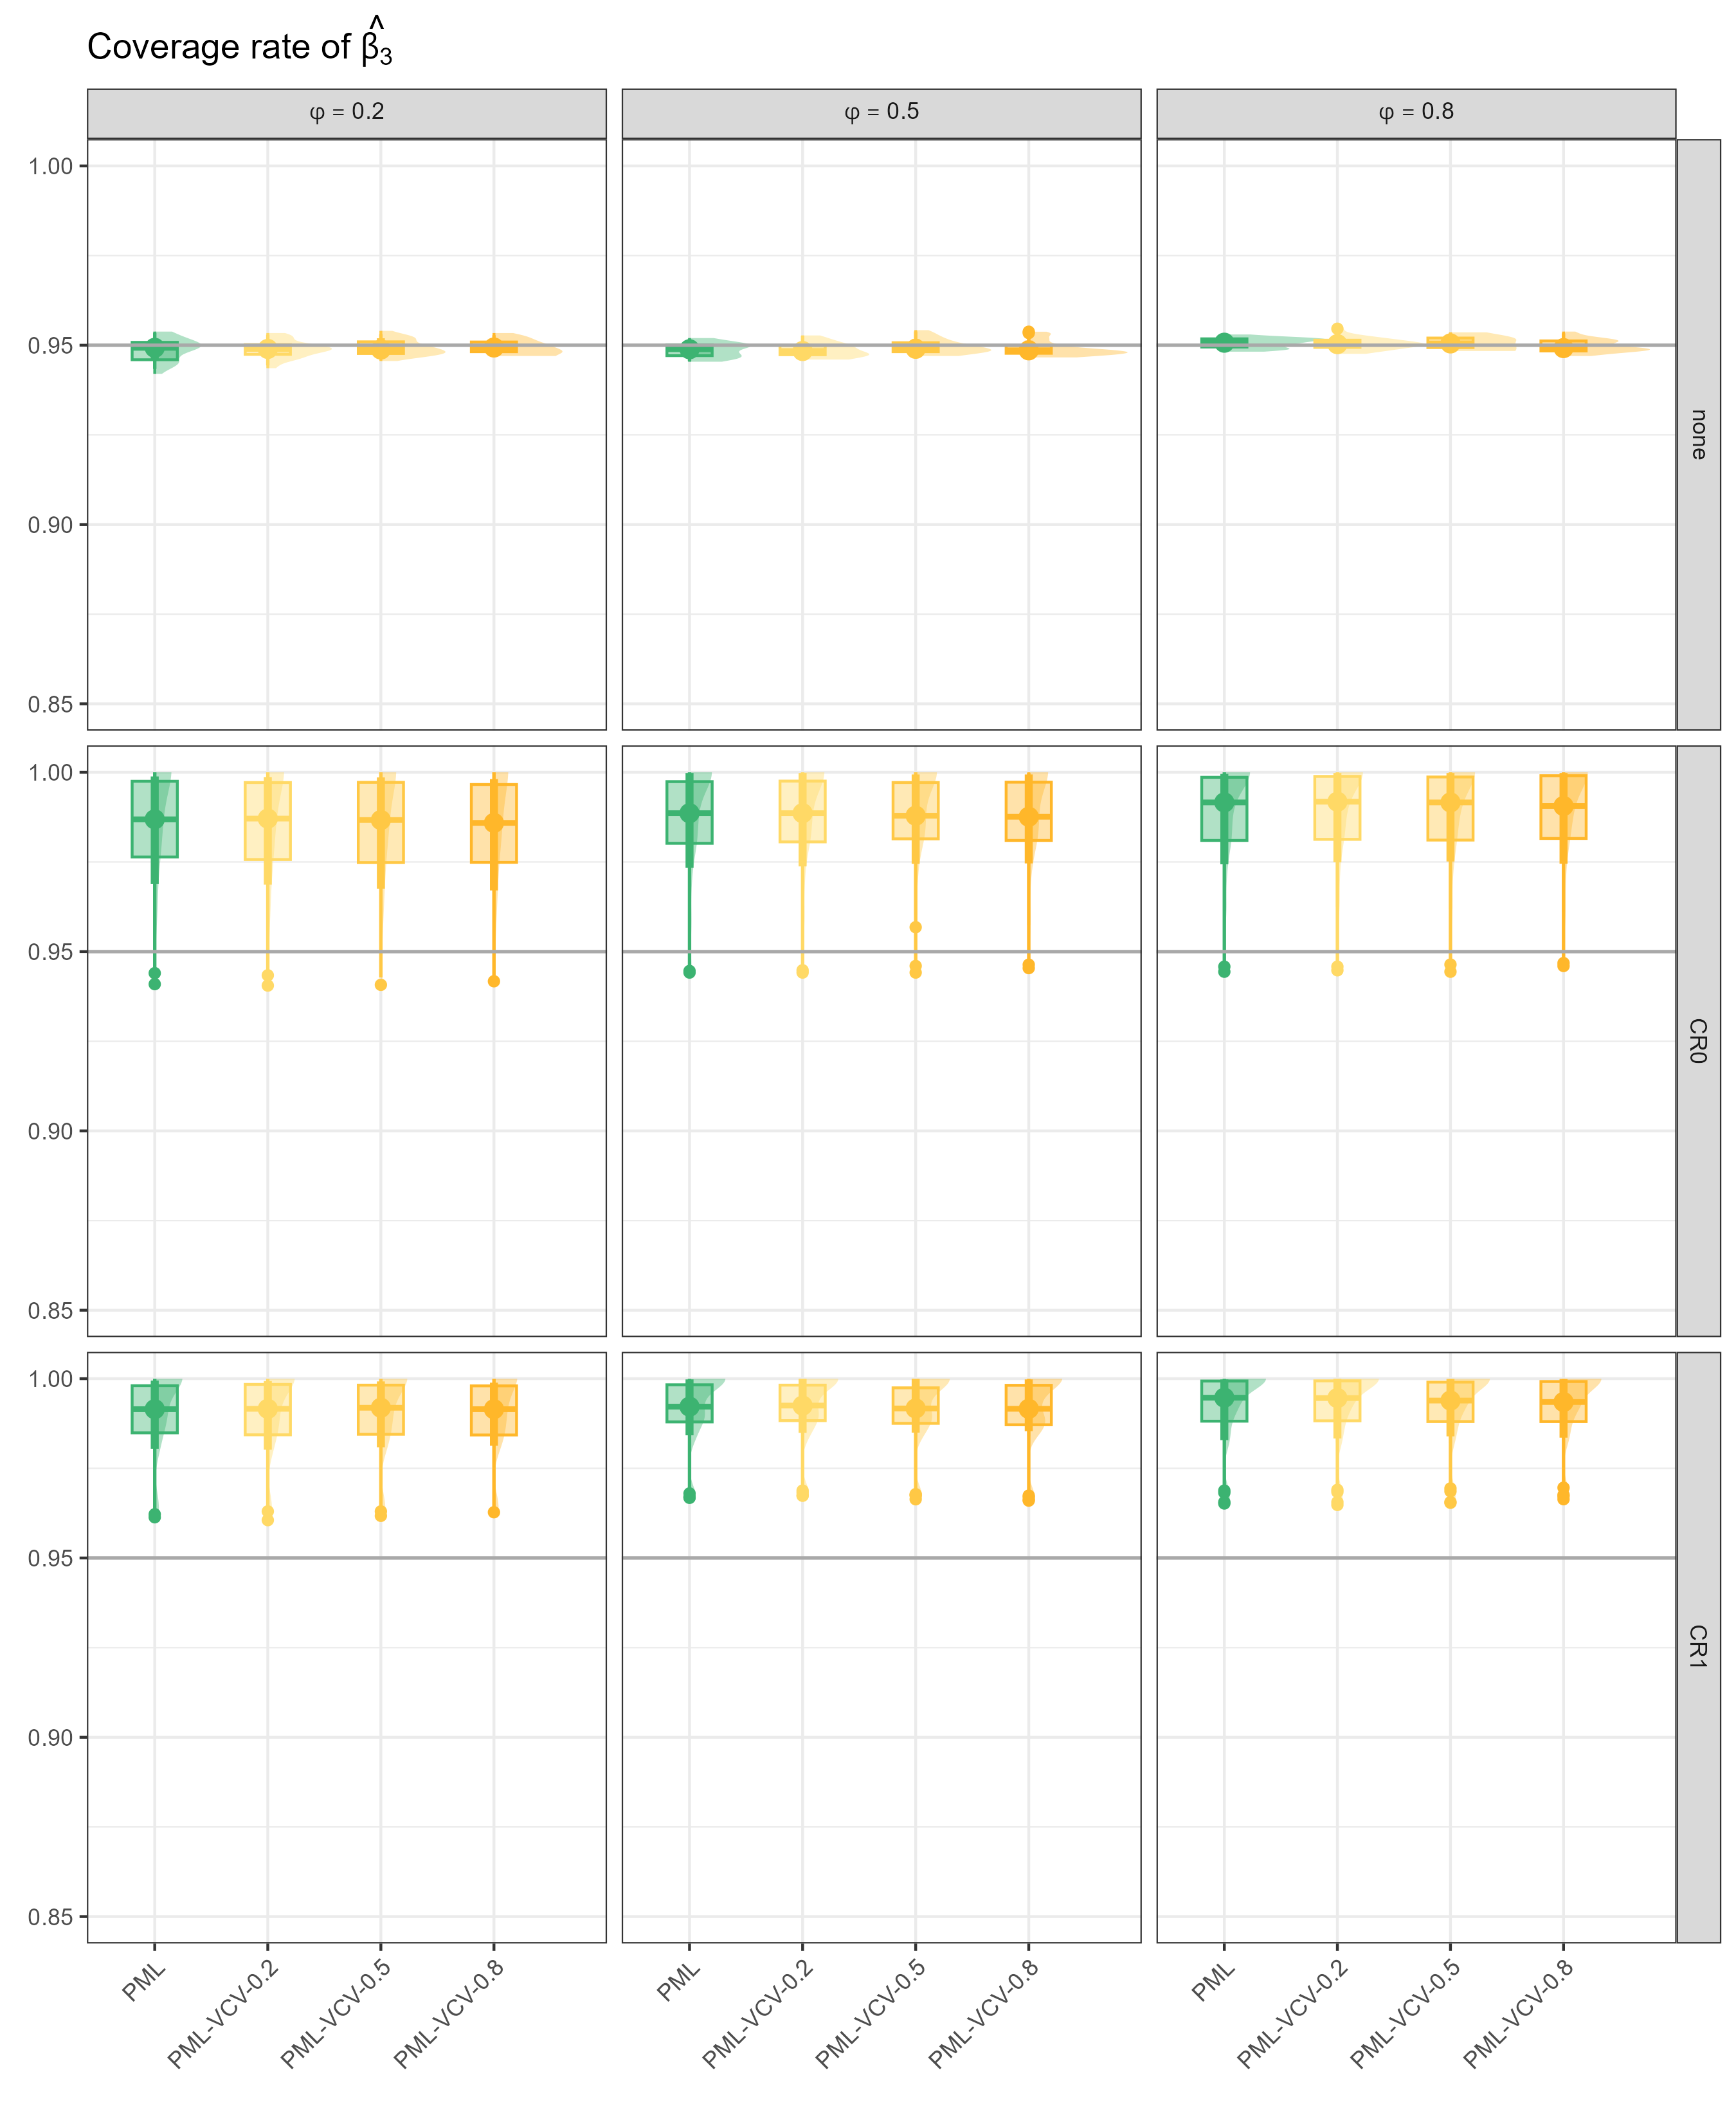 Coverage rate of β̂₃
φ = 0.2
φ = 0.5
φ = 0.8
1.00
0.95
0.90
0.85
none
1.00
0.95
0.90
0.85
CR0
1.00
0.95
0.90
0.85
CR1
PML
PML-VCV-0.2
PML-VCV-0.5
PML-VCV-0.8
PML
PML-VCV-0.2
PML-VCV-0.5
PML-VCV-0.8
PML
PML-VCV-0.2
PML-VCV-0.5
PML-VCV-0.8